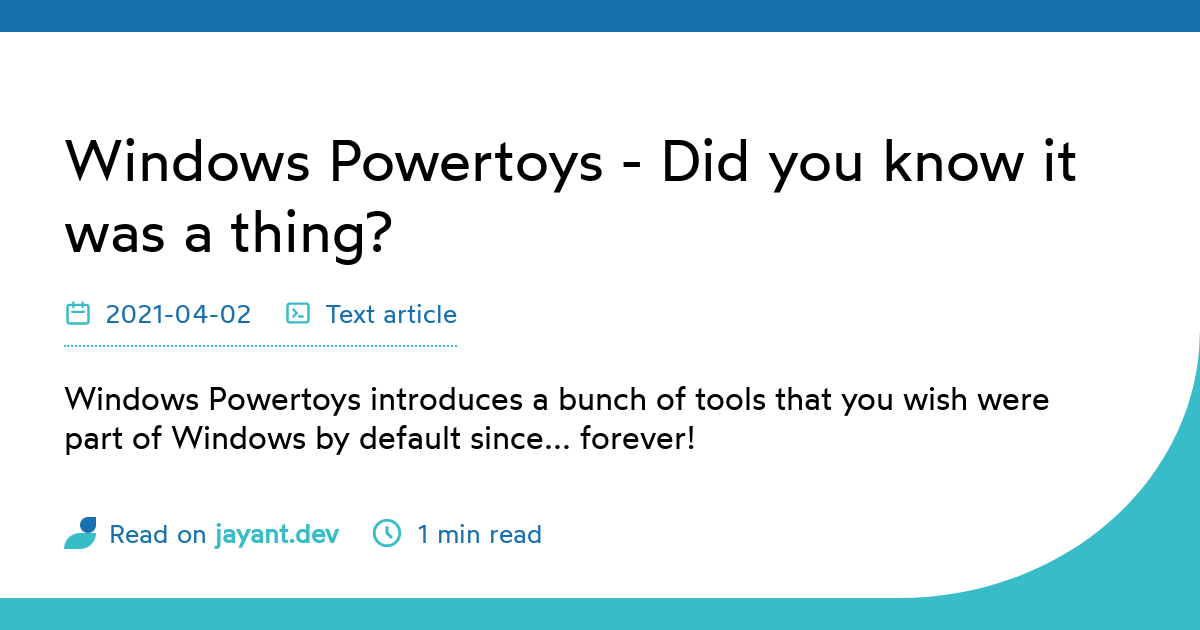 Windows Powertoys - Did you know it
was a thing?
2021-04-02 Text article
Windows Powertoys introduces a bunch of tools that you wish were
part of Windows by default since... forever!
Read on jayant.dev 1 min read